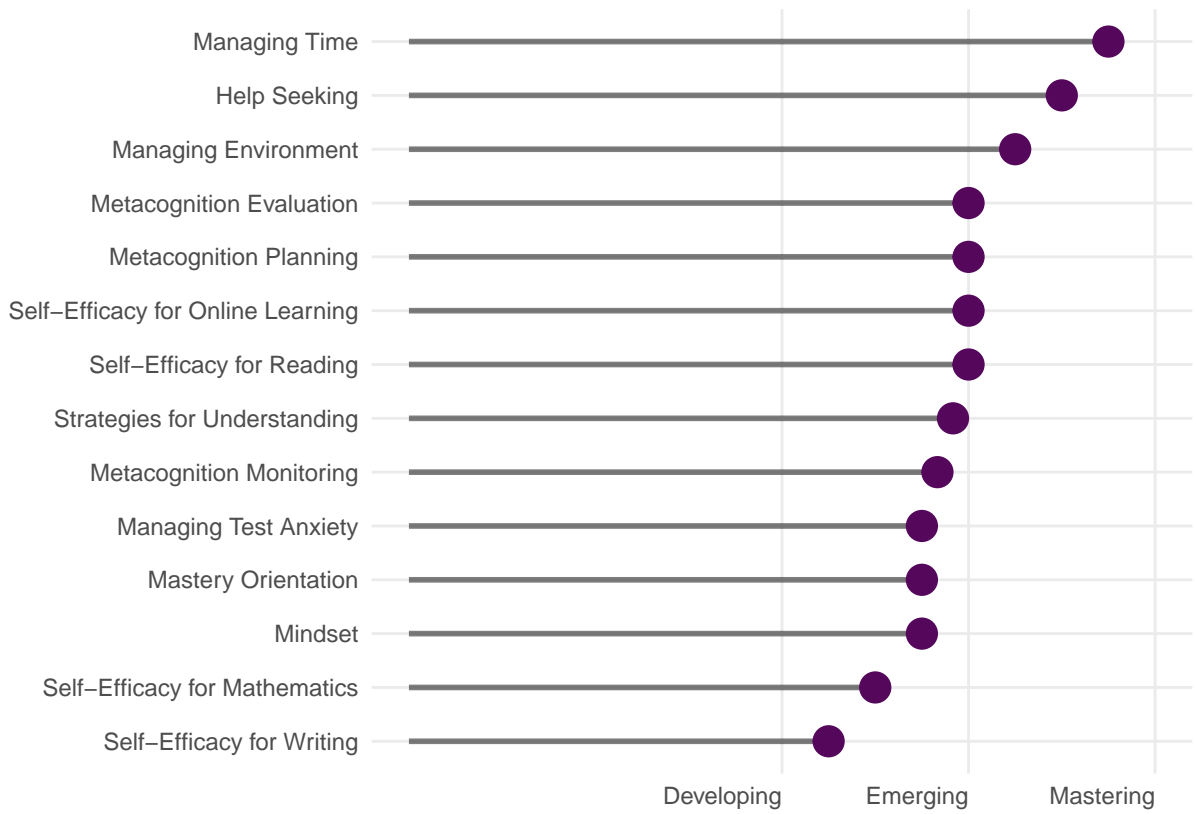 Managing Time
Help Seeking
Managing Environment
Metacognition Evaluation
Metacognition Planning
Self−Efficacy for Online Learning
Self−Efficacy for Reading
Strategies for Understanding
Metacognition Monitoring
Managing Test Anxiety
Mastery Orientation
Mindset
Self−Efficacy for Mathematics
Self−Efficacy for Writing
Developing Emerging Mastering